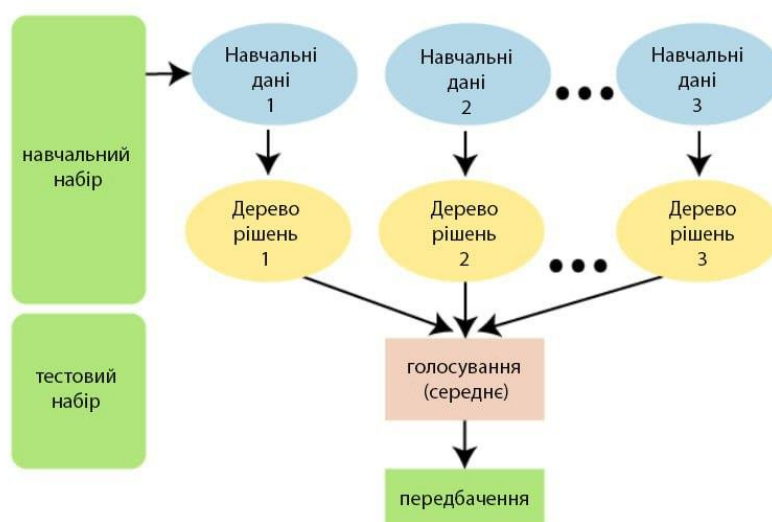 навчальний
набір
тестовий
набір
Навчальні
дані
1
Навчальні
дані
2
Навчальні
дані
3
Дерево
рішень
1
Дерево
рішень
2
Дерево
рішень
3
голосування
(середнє)
передбачення